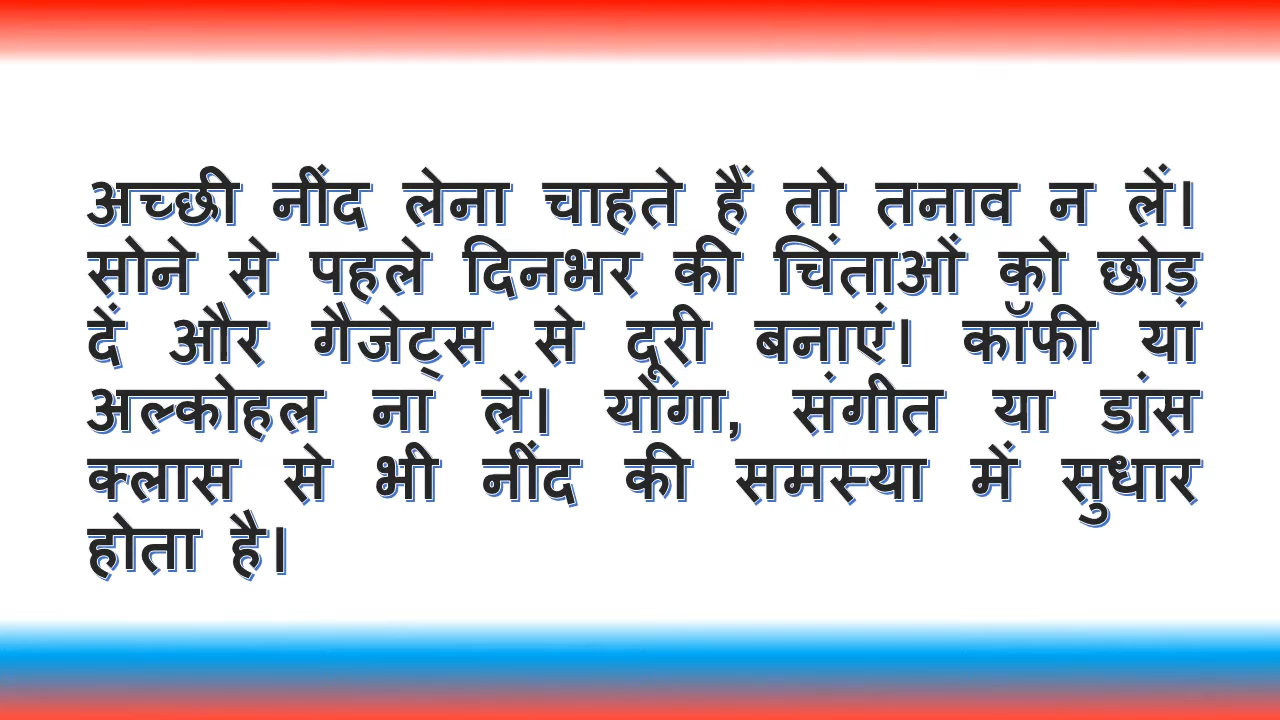 अच्छी नींद लेना चाहते हैं तो तनाव न लें।
सोने से पहले दिनभर की चिंताओं को छोड़
दें और गैजेट्स से दूरी बनाएं। कॉफी या
अल्कोहल ना लें। योगा, संगीत या डांस
क्लास से भी नींद की समस्या में सुधार
होता है।